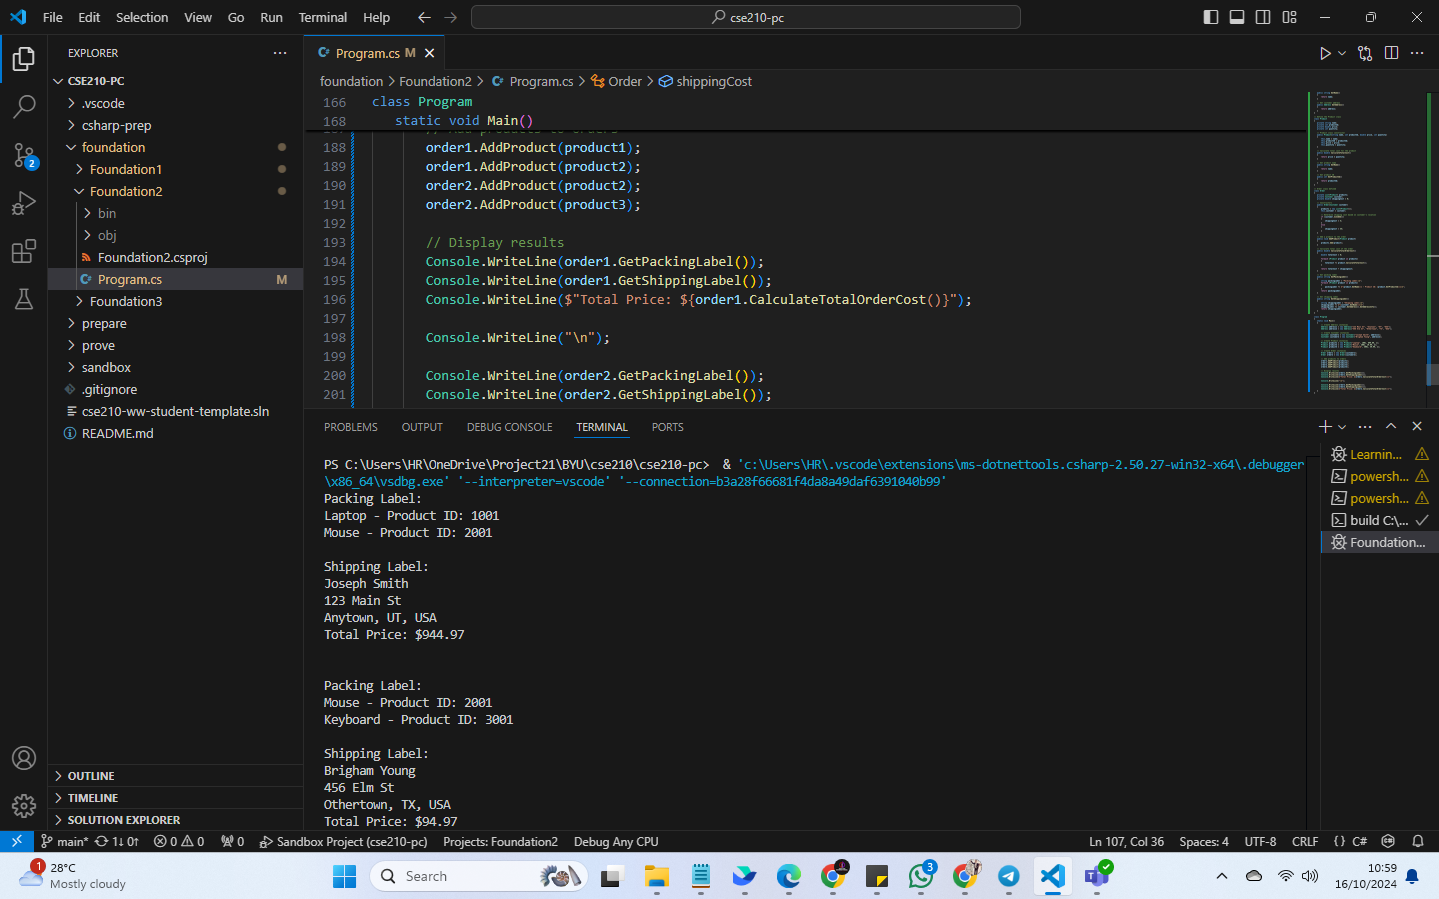 File Edit Selection View Go Run Terminal Help
cse210-pc
EXPLORER
CSE210-PC
.vscode
csharp-prep
foundation
Foundation1
Foundation2
bin
obj
Foundation2.csproj
Program.cs M
Foundation3
prepare
prove
sandbox
.gitignore
cse210-ww-student-template.sln
README.md
OUTLINE
TIMELINE
SOLUTION EXPLORER
2
Program.cs M
foundation > Foundation2 > Program.cs > Order > shippingCost
166 class Program
168 static void Main()
187 // Add products to orders
188 order1.AddProduct(product1);
189 order1.AddProduct(product2);
190 order2.AddProduct(product2);
191 order2.AddProduct(product3);
192
193 // Display results
194 Console.WriteLine(order1.GetPackingLabel());
195 Console.WriteLine(order1.GetShippingLabel());
196 Console.WriteLine($"Total Price: ${order1.CalculateTotalOrderCost()}");
197
198 Console.WriteLine("\n");
199
200 Console.WriteLine(order2.GetPackingLabel());
201 Console.WriteLine(order2.GetShippingLabel());
PROBLEMS OUTPUT DEBUG CONSOLE TERMINAL PORTS
PS C:\Users\HR\OneDrive\Project21\BYU\cse210\cse210-pc> & 'c:\Users\HR\.vscode\extensions\ms-dotnettools.csharp-2.50.27-win32-x64\.debugger
\x86_64\vsdbg.exe' '--interpreter=vscode' '--connection=b3a28f66681f4da8a49daf6391040b99'
Packing Label:
Laptop - Product ID: 1001
Mouse - Product ID: 2001
Shipping Label:
Joseph Smith
123 Main St
Anytown, UT, USA
Total Price: $944.97
Packing Label:
Mouse - Product ID: 2001
Keyboard - Product ID: 3001
Shipping Label:
Brigham Young
456 Elm St
Othertown, TX, USA
Total Price: $94.97
Learnin...
powersh...
powersh...
build C:\...
Foundation...
main* 1↓ 0↑ 0 0 0 Sandbox Project (cse210-pc) Projects: Foundation2 Debug Any CPU Ln 107, Col 36 Spaces: 4 UTF-8 CRLF {} C#
1
28°C
Mostly cloudy
Search
3
10:59
16/10/2024